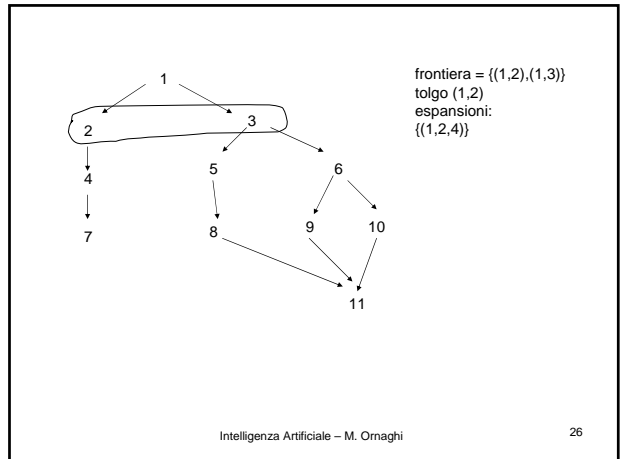 1
frontiera = {(1,2),(1,3)}
tolgo (1,2)
espansioni:
{(1,2,4)}
2 3
4 5 6
7 8 9 10
11
Intelligenza Artificiale – M. Ornaghi 26